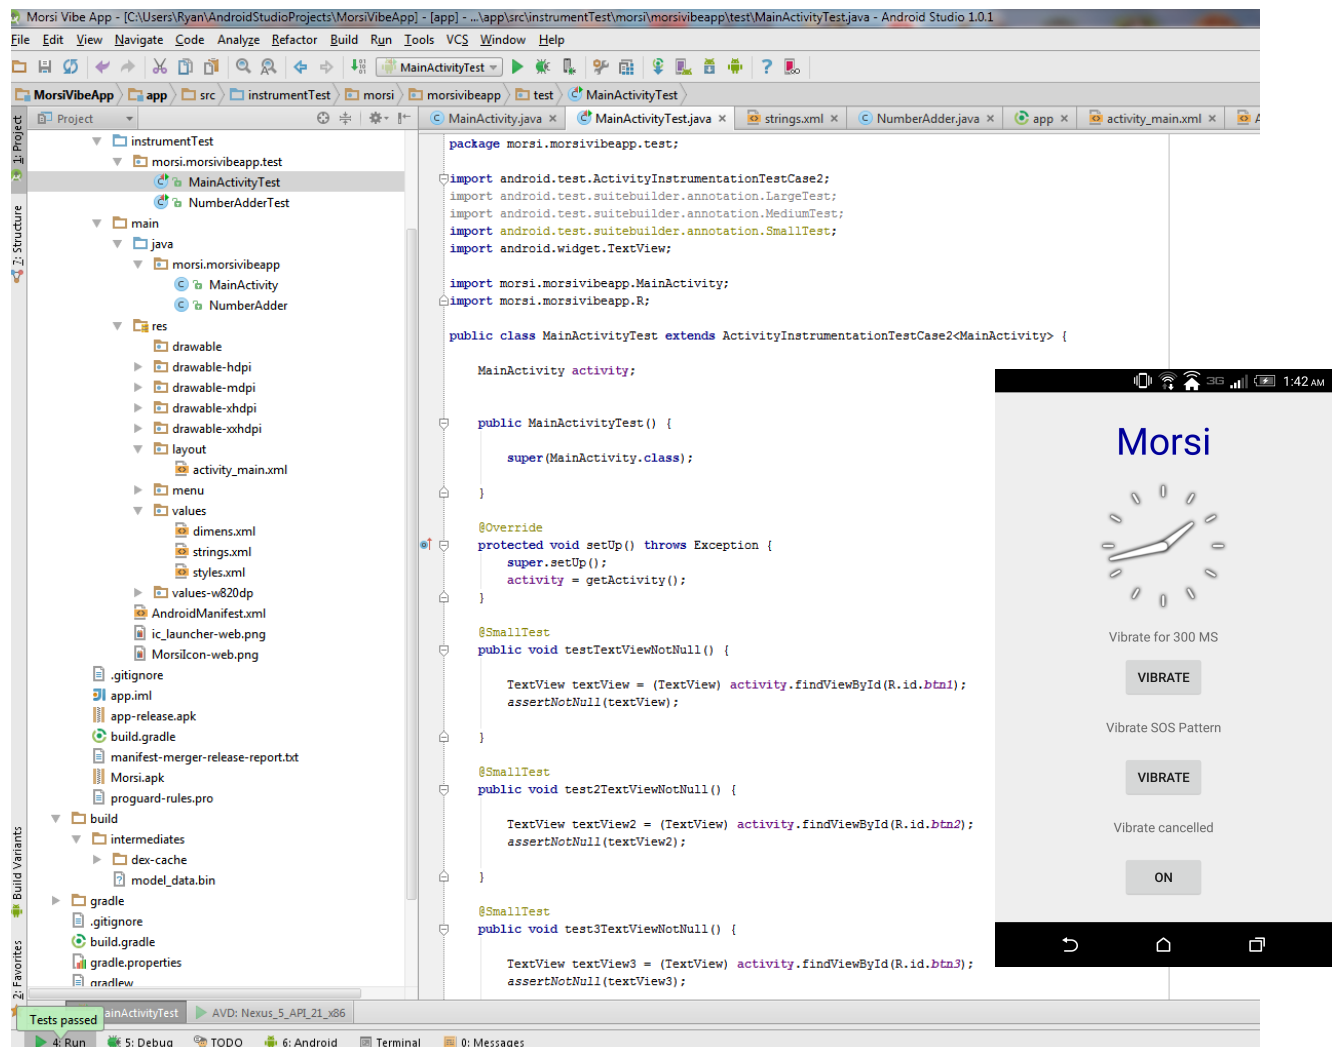 Morsi Vibe App - [C:\Users\Ryan\AndroidStudioProjects\MorsiVibeApp] - [app] - ...\app\src\instrumentTest\morsi\morsivibeapp\test\MainActivityTest.java - Android Studio 1.0.1
File Edit View Navigate Code Analyze Refactor Build Run Tools VCS Window Help
MainActivityTest
MorsiVibeApp app src instrumentTest morsi morsivibeapp test MainActivityTest
Project
MainActivity.java MainActivityTest.java strings.xml NumberAdder.java app activity_main.xml
1: Project
7: Structure
Build Variants
2: Favorites
instrumentTest
morsi.morsivibeapp.test
MainActivityTest
NumberAdderTest
main
java
morsi.morsivibeapp
MainActivity
NumberAdder
res
drawable
drawable-hdpi
drawable-mdpi
drawable-xhdpi
drawable-xxhdpi
layout
activity_main.xml
menu
values
dimens.xml
strings.xml
styles.xml
values-w820dp
AndroidManifest.xml
ic_launcher-web.png
MorsiIcon-web.png
.gitignore
app.iml
app-release.apk
build.gradle
manifest-merger-release-report.txt
Morsi.apk
proguard-rules.pro
build
intermediates
dex-cache
model_data.bin
gradle
.gitignore
build.gradle
gradle.properties
gradlew
package morsi.morsivibeapp.test;
import android.test.ActivityInstrumentationTestCase2;
import android.test.suitebuilder.annotation.LargeTest;
import android.test.suitebuilder.annotation.MediumTest;
import android.test.suitebuilder.annotation.SmallTest;
import android.widget.TextView;
import morsi.morsivibeapp.MainActivity;
import morsi.morsivibeapp.R;
public class MainActivityTest extends ActivityInstrumentationTestCase2<MainActivity> {
MainActivity activity;
public MainActivityTest() {
super(MainActivity.class);
}
@Override
protected void setUp() throws Exception {
super.setUp();
activity = getActivity();
}
@SmallTest
public void testTextViewNotNull() {
TextView textView = (TextView) activity.findViewById(R.id.btn1);
assertNotNull(textView);
}
@SmallTest
public void test2TextViewNotNull() {
TextView textView2 = (TextView) activity.findViewById(R.id.btn2);
assertNotNull(textView2);
}
@SmallTest
public void test3TextViewNotNull() {
TextView textView3 = (TextView) activity.findViewById(R.id.btn3);
assertNotNull(textView3);
3G 1:42 AM
Morsi
Vibrate for 300 MS
VIBRATE
Vibrate SOS Pattern
VIBRATE
Vibrate cancelled
ON
Tests passed
ainActivityTest AVD: Nexus_5_API_21_x86
4: Run 5: Debug TODO 6: Android Terminal 0: Messages